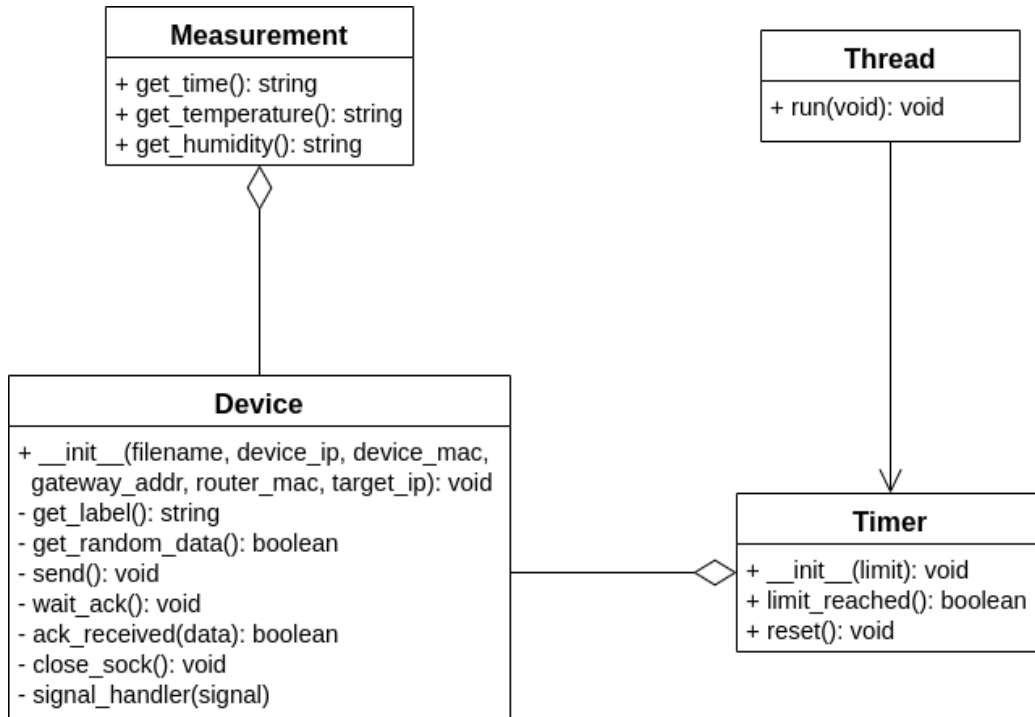 Measurement
+ get_time(): string
+ get_temperature(): string
+ get_humidity(): string
Thread
+ run(void): void
Device
+ __init__(filename, device_ip, device_mac,
gateway_addr, router_mac, target_ip): void
- get_label(): string
- get_random_data(): boolean
- send(): void
- wait_ack(): void
- ack_received(data): boolean
- close_sock(): void
- signal_handler(signal)
Timer
+ __init__(limit): void
+ limit_reached(): boolean
+ reset(): void